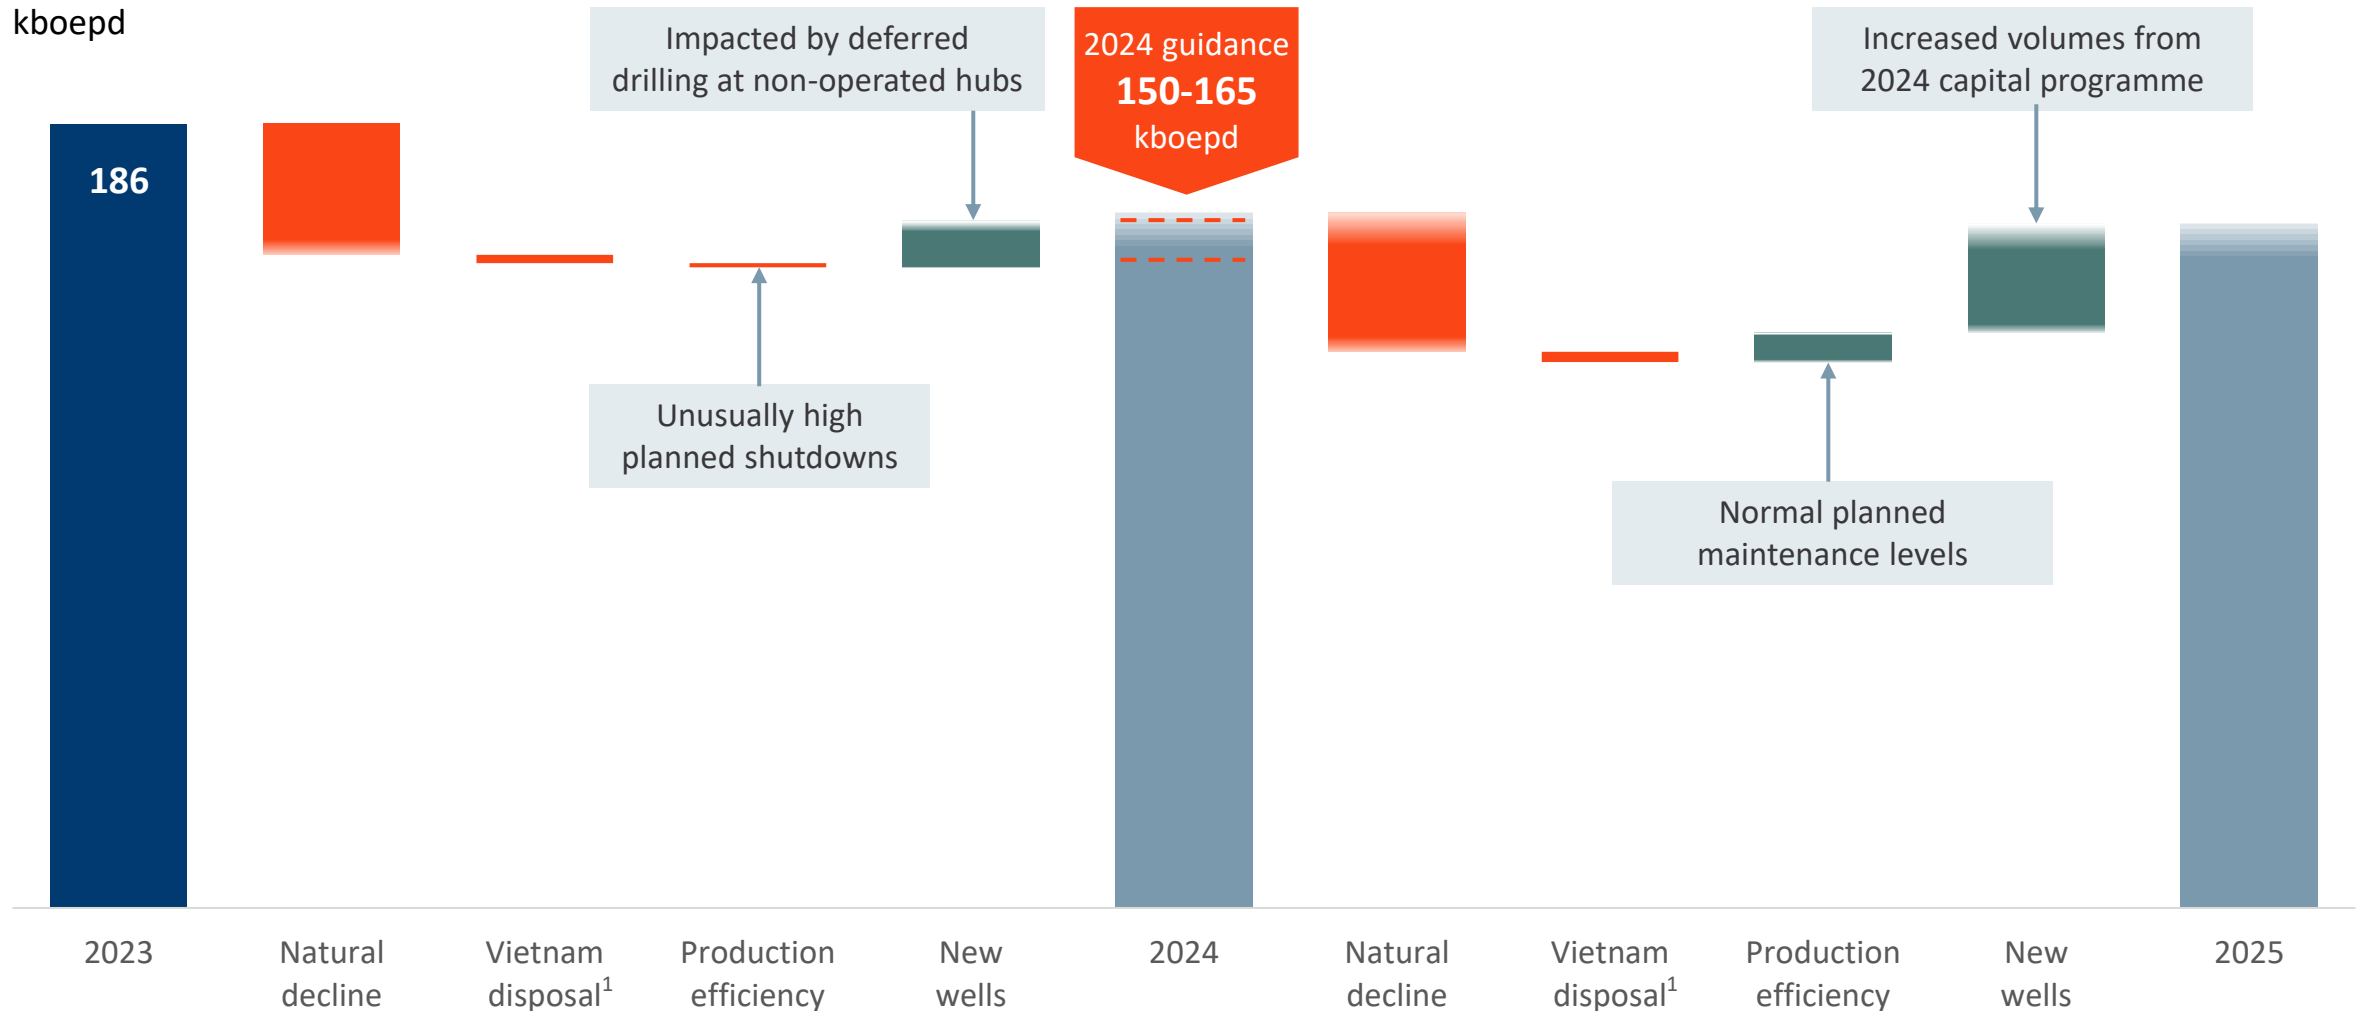 kboepd
Impacted by deferred
drilling at non-operated hubs
2024 guidance
150-165
kboepd
Increased volumes from
2024 capital programme
186
Unusually high
planned shutdowns
Normal planned
maintenance levels
2023
Natural
decline
Vietnam
disposal¹
Production
efficiency
New
wells
2024
Natural
decline
Vietnam
disposal¹
Production
efficiency
New
wells
2025